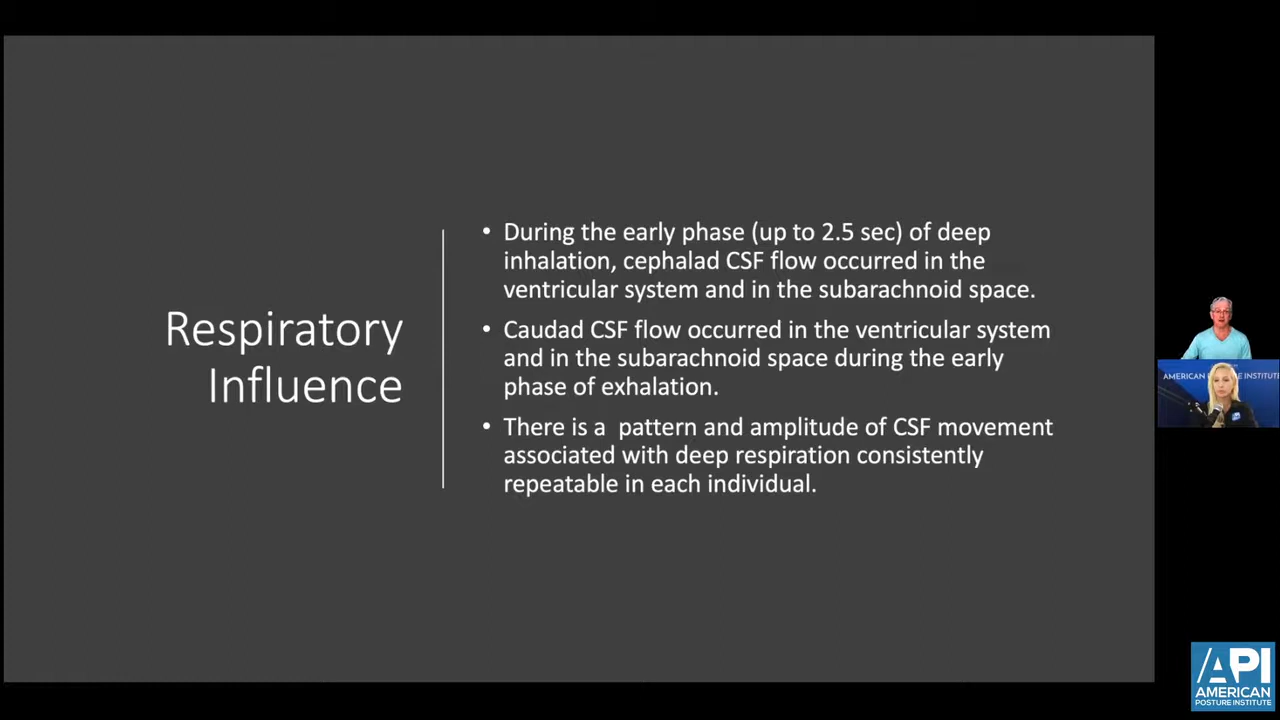 Respiratory
Influence
• During the early phase (up to 2.5 sec) of deep
inhalation, cephalad CSF flow occurred in the
ventricular system and in the subarachnoid space.
• Caudad CSF flow occurred in the ventricular system
and in the subarachnoid space during the early
phase of exhalation.
• There is a  pattern and amplitude of CSF movement
associated with deep respiration consistently
repeatable in each individual.
AMERICAN INSTITUTE
API
AMERICAN
POSTURE INSTITUTE